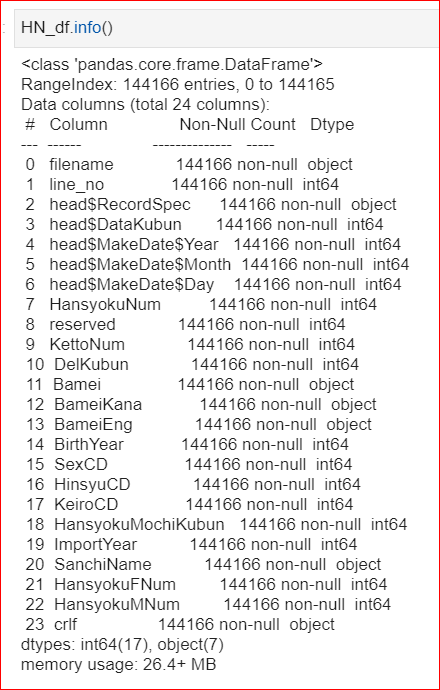 HN_df.info()
<class 'pandas.core.frame.DataFrame'>
RangeIndex: 144166 entries, 0 to 144165
Data columns (total 24 columns):
# Column Non-Null Count Dtype
--- ------ -------------- -----
0 filename 144166 non-null object
1 line_no 144166 non-null int64
2 head$RecordSpec 144166 non-null object
3 head$DataKubun 144166 non-null int64
4 head$MakeDate$Year 144166 non-null int64
5 head$MakeDate$Month 144166 non-null int64
6 head$MakeDate$Day 144166 non-null int64
7 HansyokuNum 144166 non-null int64
8 reserved 144166 non-null int64
9 KettoNum 144166 non-null int64
10 DelKubun 144166 non-null int64
11 Bamei 144166 non-null object
12 BameiKana 144166 non-null object
13 BameiEng 144166 non-null object
14 BirthYear 144166 non-null int64
15 SexCD 144166 non-null int64
16 HinsyuCD 144166 non-null int64
17 KeiroCD 144166 non-null int64
18 HansyokuMochiKubun 144166 non-null int64
19 ImportYear 144166 non-null int64
20 SanchiName 144166 non-null object
21 HansyokuFNum 144166 non-null int64
22 HansyokuMNum 144166 non-null int64
23 crlf 144166 non-null object
dtypes: int64(17), object(7)
memory usage: 26.4+ MB